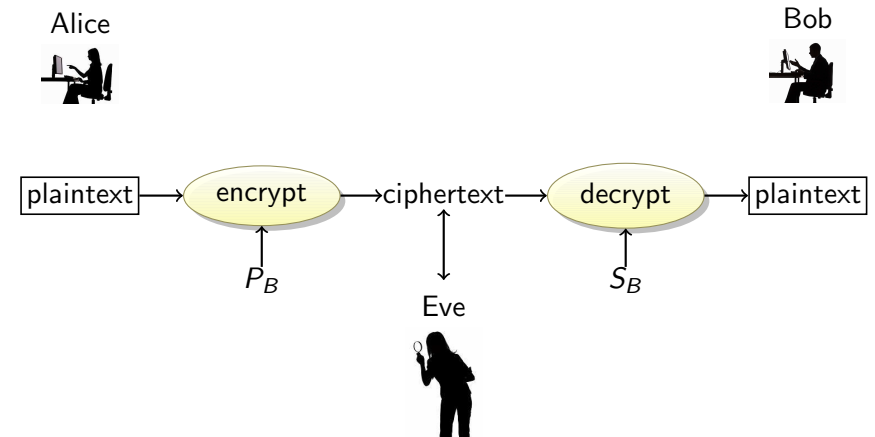 Alice
Bob
plaintext encrypt ciphertext decrypt plaintext
P_B S_B
Eve